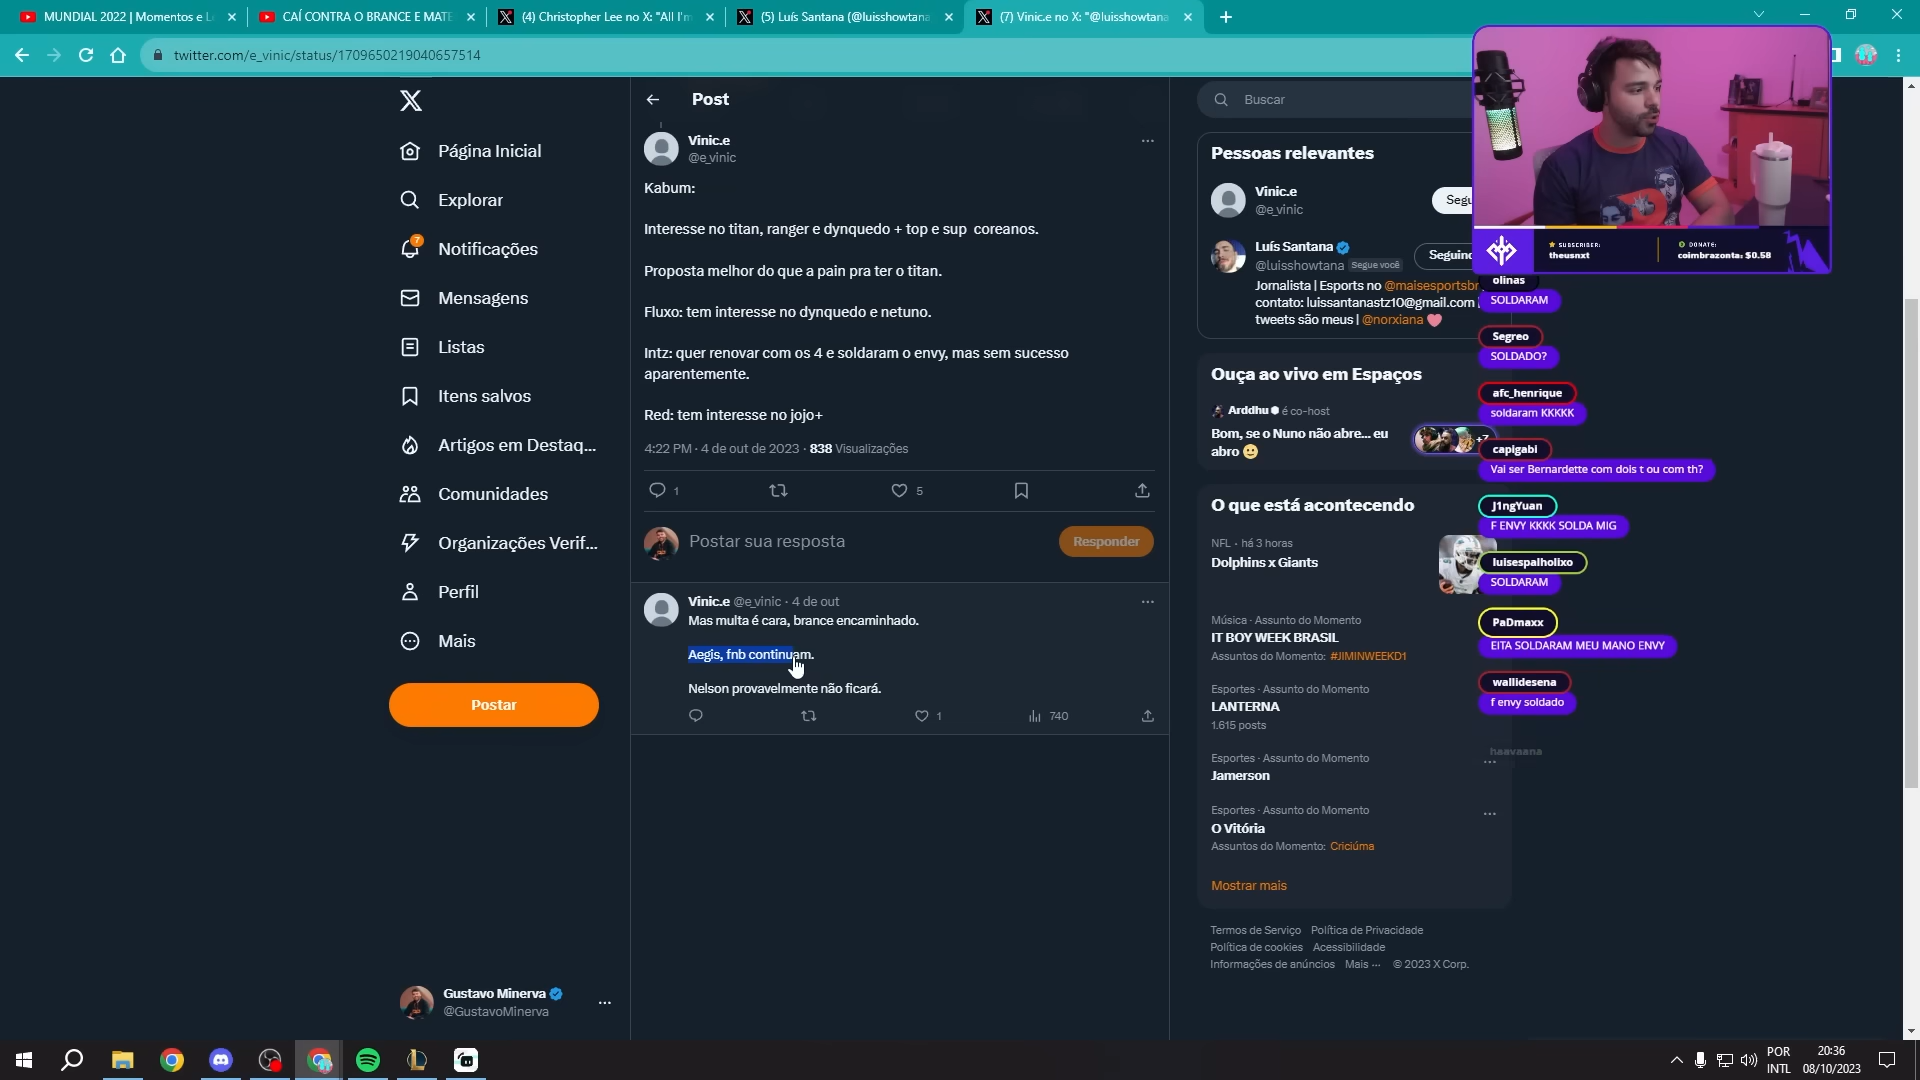 MUNDIAL 2022 | Momentos e L
CAÍ CONTRA O BRANCE E MATE
(4) Christopher Lee no X: "All I'm
(5) Luís Santana (@luisshowtana
(7) Vinic.e no X: "@luisshowtana
twitter.com/e_vinic/status/1709650219040657514
Página Inicial
Explorar
7
Notificações
Mensagens
Listas
Itens salvos
Artigos em Destaq...
Comunidades
Organizações Verif...
Perfil
Mais
Postar
Gustavo Minerva
@GustavoMinerva
Post
Vinic.e
@e_vinic
Kabum:
Interesse no titan, ranger e dynquedo + top e sup coreanos.
Proposta melhor do que a pain pra ter o titan.
Fluxo: tem interesse no dynquedo e netuno.
Intz: quer renovar com os 4 e soldaram o envy, mas sem sucesso
aparentemente.
Red: tem interesse no jojo+
4:22 PM · 4 de out de 2023 · 838 Visualizações
1
5
Postar sua resposta
Responder
Vinic.e @e_vinic · 4 de out
Mas multa é cara, brance encaminhado.
Aegis, fnb continuam.
Nelson provavelmente não ficará.
1
740
Buscar
Pessoas relevantes
Vinic.e
@e_vinic
Segu
Luís Santana
@luisshowtana Segue você
Seguind
Jornalista | Esports no @maisesportsbr
contato: luissantanastz10@gmail.com |
tweets são meus | @norxiana
Ouça ao vivo em Espaços
Arddhu é co-host
Bom, se o Nuno não abre... eu
abro
+7
O que está acontecendo
NFL · há 3 horas
Dolphins x Giants
Música · Assunto do Momento
IT BOY WEEK BRASIL
Assuntos do Momento: #JIMINWEEKD1
Esportes · Assunto do Momento
LANTERNA
1.615 posts
Esportes · Assunto do Momento
Jamerson
Esportes · Assunto do Momento
O Vitória
Assuntos do Momento: Criciúma
Mostrar mais
Termos de Serviço Política de Privacidade
Política de cookies Acessibilidade
Informações de anúncios Mais ··· © 2023 X Corp.
SUBSCRIBER:
theusnxt
DONATE:
coimbrazonta: $0.58
olinas
SOLDARAM
Segreo
SOLDADO?
afc_henrique
soldaram KKKKK
capigabi
Vai ser Bernardette com dois t ou com th?
J1ngYuan
F ENVY KKKK SOLDA MIG
luisespalholixo
SOLDARAM
PaDmaxx
EITA SOLDARAM MEU MANO ENVY
wallidesena
f envy soldado
haavaana
POR
INTL
20:36
08/10/2023